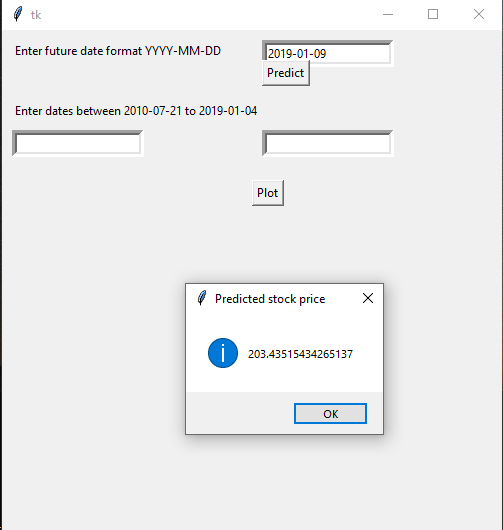 tk
Enter future date format YYYY-MM-DD
2019-01-09
Predict
Enter dates between 2010-07-21 to 2019-01-04
Plot
Predicted stock price
203.43515434265137
OK